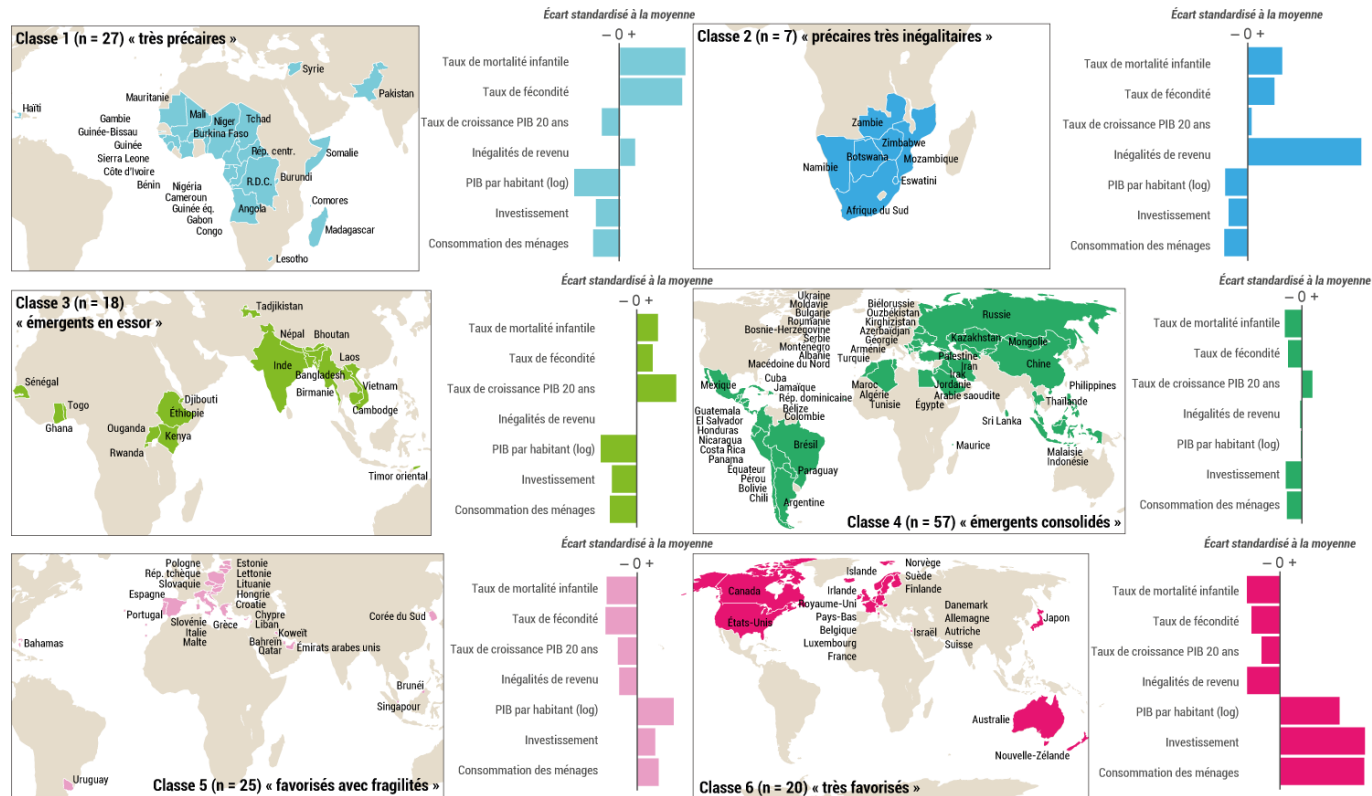 Écart standardisé à la moyenne
Classe 1 (n = 27) « très précaires »
Syrie
Pakistan
Haïti
Mauritanie
Mali
Niger
Tchad
Gambie
Guinée-Bissau
Burkina Faso
Guinée
Rép. centr.
Somalie
Sierra Leone
Côte d'Ivoire
Bénin
R.D.C.
Burundi
Nigéria
Cameroun
Guinée éq.
Gabon
Congo
Angola
Comores
Madagascar
Lesotho
– 0 +
Taux de mortalité infantile
Taux de fécondité
Taux de croissance PIB 20 ans
Inégalités de revenu
PIB par habitant (log)
Investissement
Consommation des ménages
Écart standardisé à la moyenne
Classe 2 (n = 7) « précaires très inégalitaires »
Zambie
Zimbabwe
Botswana
Mozambique
Namibie
Eswatini
Afrique du Sud
– 0 +
Taux de mortalité infantile
Taux de fécondité
Taux de croissance PIB 20 ans
Inégalités de revenu
PIB par habitant (log)
Investissement
Consommation des ménages
Écart standardisé à la moyenne
Classe 3 (n = 18)
« émergents en essor »
Tadjikistan
Népal
Bhoutan
Laos
Inde
Bangladesh
Birmanie
Vietnam
Cambodge
Sénégal
Togo
Ghana
Djibouti
Éthiopie
Ouganda
Kenya
Rwanda
Timor oriental
– 0 +
Taux de mortalité infantile
Taux de fécondité
Taux de croissance PIB 20 ans
Inégalités de revenu
PIB par habitant (log)
Investissement
Consommation des ménages
Écart standardisé à la moyenne
Ukraine
Moldavie
Bulgarie
Roumanie
Bosnie-Herzegovine
Serbie
Montenegro
Albanie
Macédoine du Nord
Biélorussie
Ouzbékistan
Kirghizistan
Azerbaïdjan
Géorgie
Arménie
Turquie
Russie
Kazakhstan
Mongolie
Palestine
Iran
Chine
Irak
Jordanie
Arabie saoudite
Mexique
Cuba
Jamaïque
Rép. dominicaine
Belize
Colombie
Maroc
Algérie
Tunisie
Égypte
Philippines
Thaïlande
Sri Lanka
Guatemala
El Salvador
Honduras
Nicaragua
Costa Rica
Panama
Équateur
Pérou
Bolivie
Chili
Brésil
Paraguay
Argentine
Maurice
Malaisie
Indonésie
Classe 4 (n = 57) « émergents consolidés »
– 0 +
Taux de mortalité infantile
Taux de fécondité
Taux de croissance PIB 20 ans
Inégalités de revenu
PIB par habitant (log)
Investissement
Consommation des ménages
Écart standardisé à la moyenne
Pologne
Rép. tchèque
Slovaquie
Espagne
Portugal
Estonie
Lettonie
Lituanie
Hongrie
Croatie
Chypre
Liban
Slovénie
Italie
Malte
Grèce
Koweït
Bahreïn
Qatar
Émirats arabes unis
Corée du Sud
Bahamas
Brunéi
Singapour
Uruguay
Classe 5 (n = 25) « favorisés avec fragilités »
– 0 +
Taux de mortalité infantile
Taux de fécondité
Taux de croissance PIB 20 ans
Inégalités de revenu
PIB par habitant (log)
Investissement
Consommation des ménages
Écart standardisé à la moyenne
Canada
États-Unis
Islande
Irlande
Royaume-Uni
Pays-Bas
Belgique
Luxembourg
France
Norvège
Suède
Finlande
Danemark
Allemagne
Autriche
Suisse
Israël
Japon
Australie
Nouvelle-Zélande
Classe 6 (n = 20) « très favorisés »
– 0 +
Taux de mortalité infantile
Taux de fécondité
Taux de croissance PIB 20 ans
Inégalités de revenu
PIB par habitant (log)
Investissement
Consommation des ménages